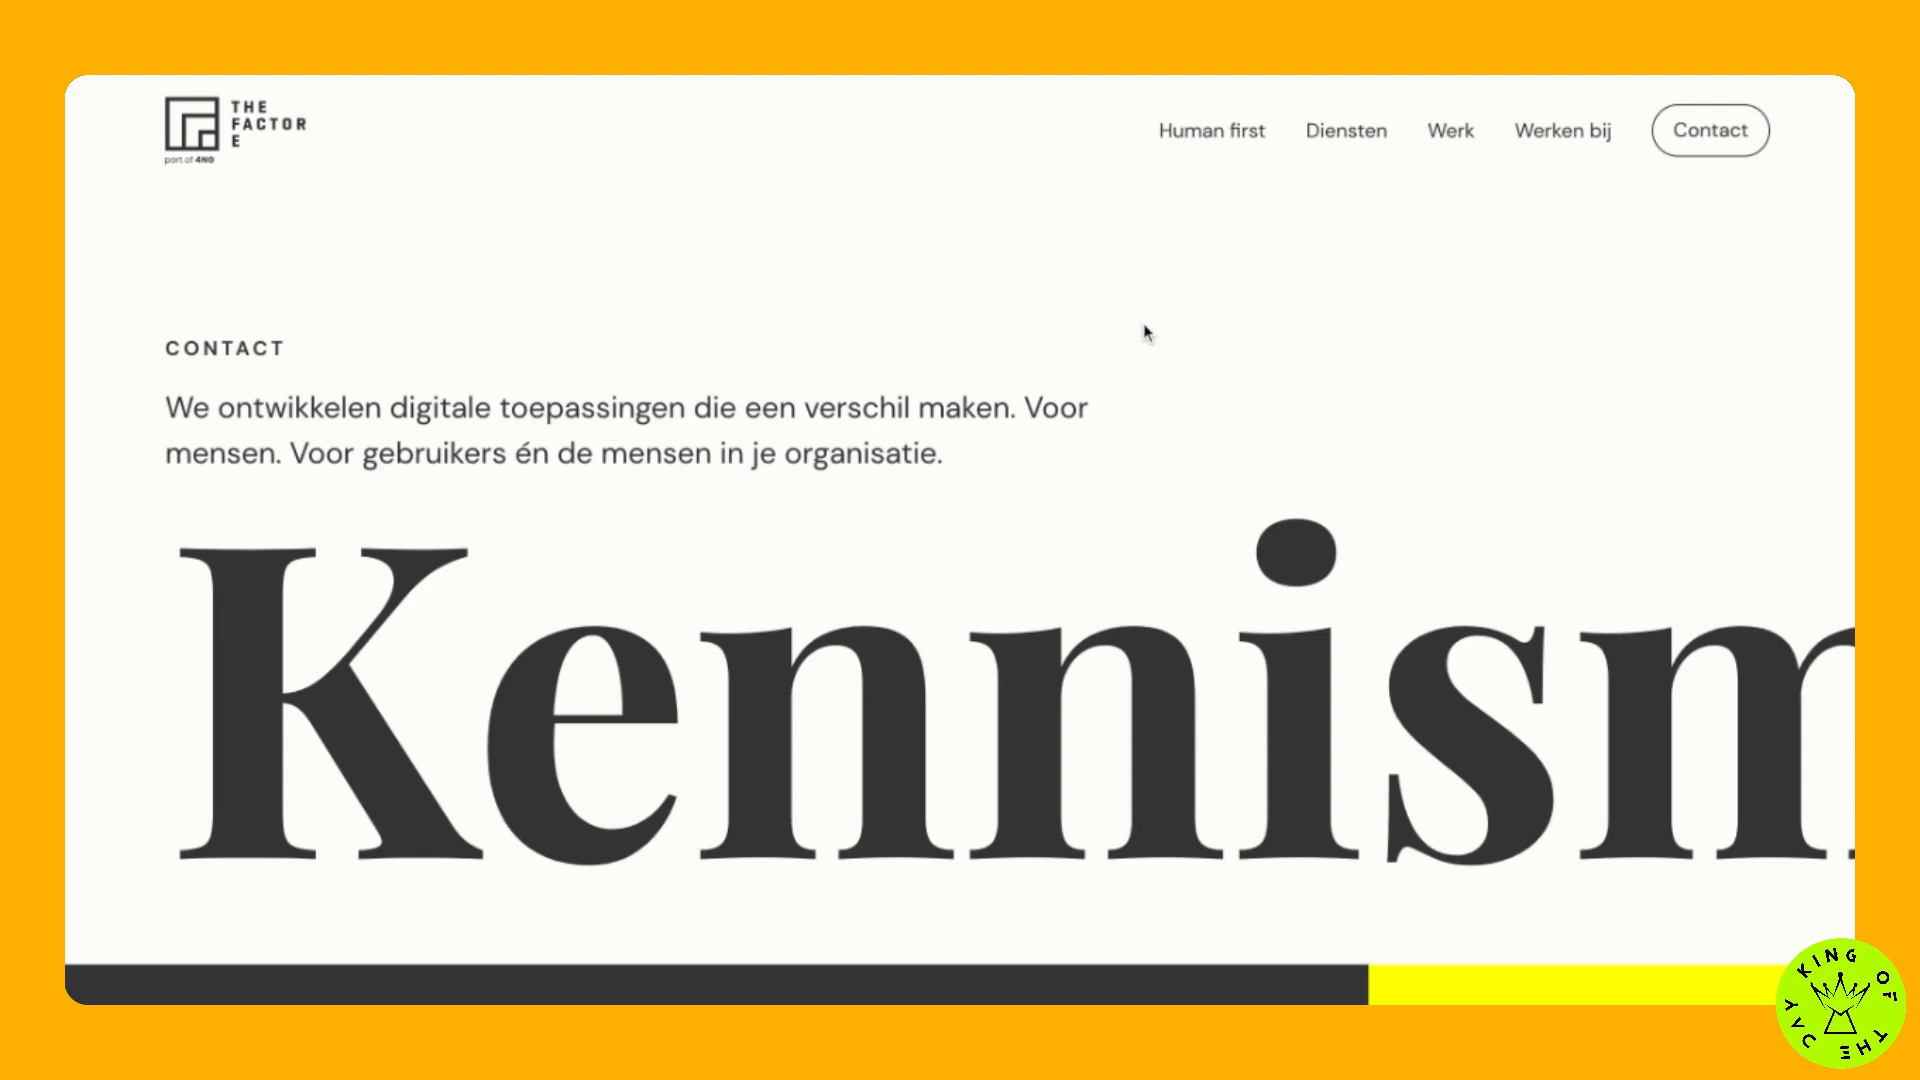 THE
FACTOR
E
part of 4NG
Human first
Diensten
Werk
Werken bij
Contact
CONTACT
We ontwikkelen digitale toepassingen die een verschil maken. Voor
mensen. Voor gebruikers én de mensen in je organisatie.
Kennism
KING OF THE DAY